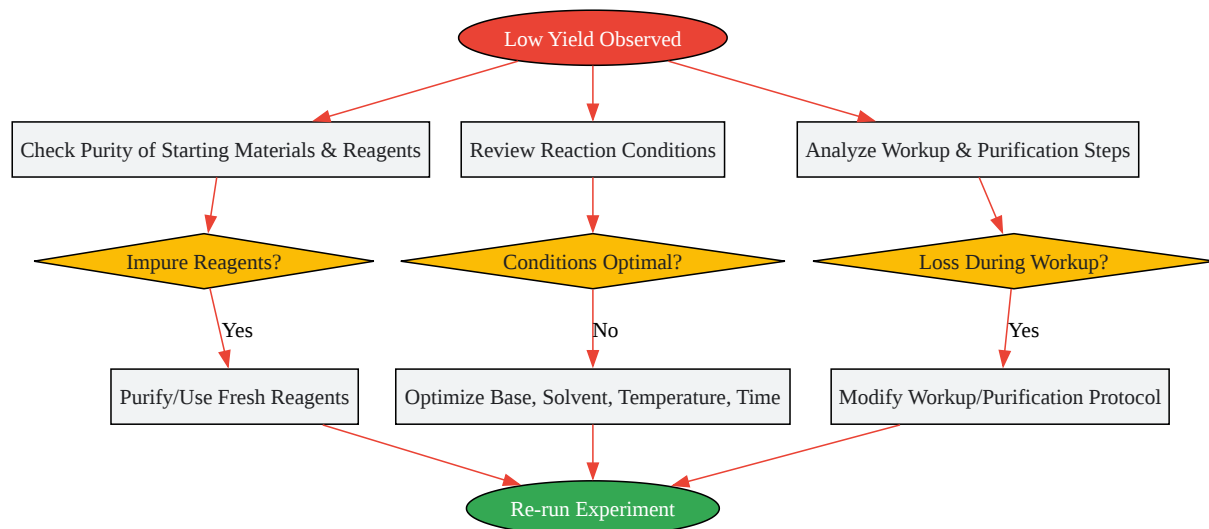 Low Yield Observed
Check Purity of Starting Materials & Reagents
Review Reaction Conditions
Analyze Workup & Purification Steps
Impure Reagents?
Conditions Optimal?
Loss During Workup?
Yes
No
Yes
Purify/Use Fresh Reagents
Optimize Base, Solvent, Temperature, Time
Modify Workup/Purification Protocol
Re-run Experiment